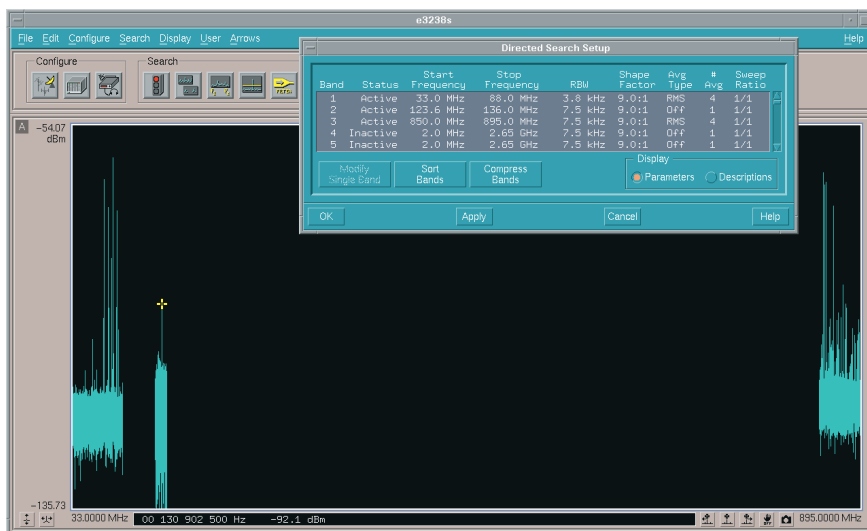 e3238s
File Edit Configure Search Display User Arrows Help
Configure
Search
FETCH
Directed Search Setup
Start Stop Shape Avg # Sweep
Band Status Frequency Frequency RBW Factor Type Avg Ratio
1 Active 33.0 MHz 88.0 MHz 3.8 kHz 9.0:1 RMS 4 1/1
2 Active 123.6 MHz 136.0 MHz 7.5 kHz 9.0:1 Off 1 1/1
3 Active 850.0 MHz 895.0 MHz 7.5 kHz 9.0:1 RMS 4 1/1
4 Inactive 2.0 MHz 2.65 GHz 7.5 kHz 9.0:1 Off 1 1/1
5 Inactive 2.0 MHz 2.65 GHz 7.5 kHz 9.0:1 Off 1 1/1
Modify
Single Band
Sort
Bands
Compress
Bands
Display
Parameters Descriptions
OK Apply Cancel Help
A -54.07
dBm
-135.73
33.0000 MHz 00 130 902 500 Hz -92.1 dBm OFF 895.0000 MHz